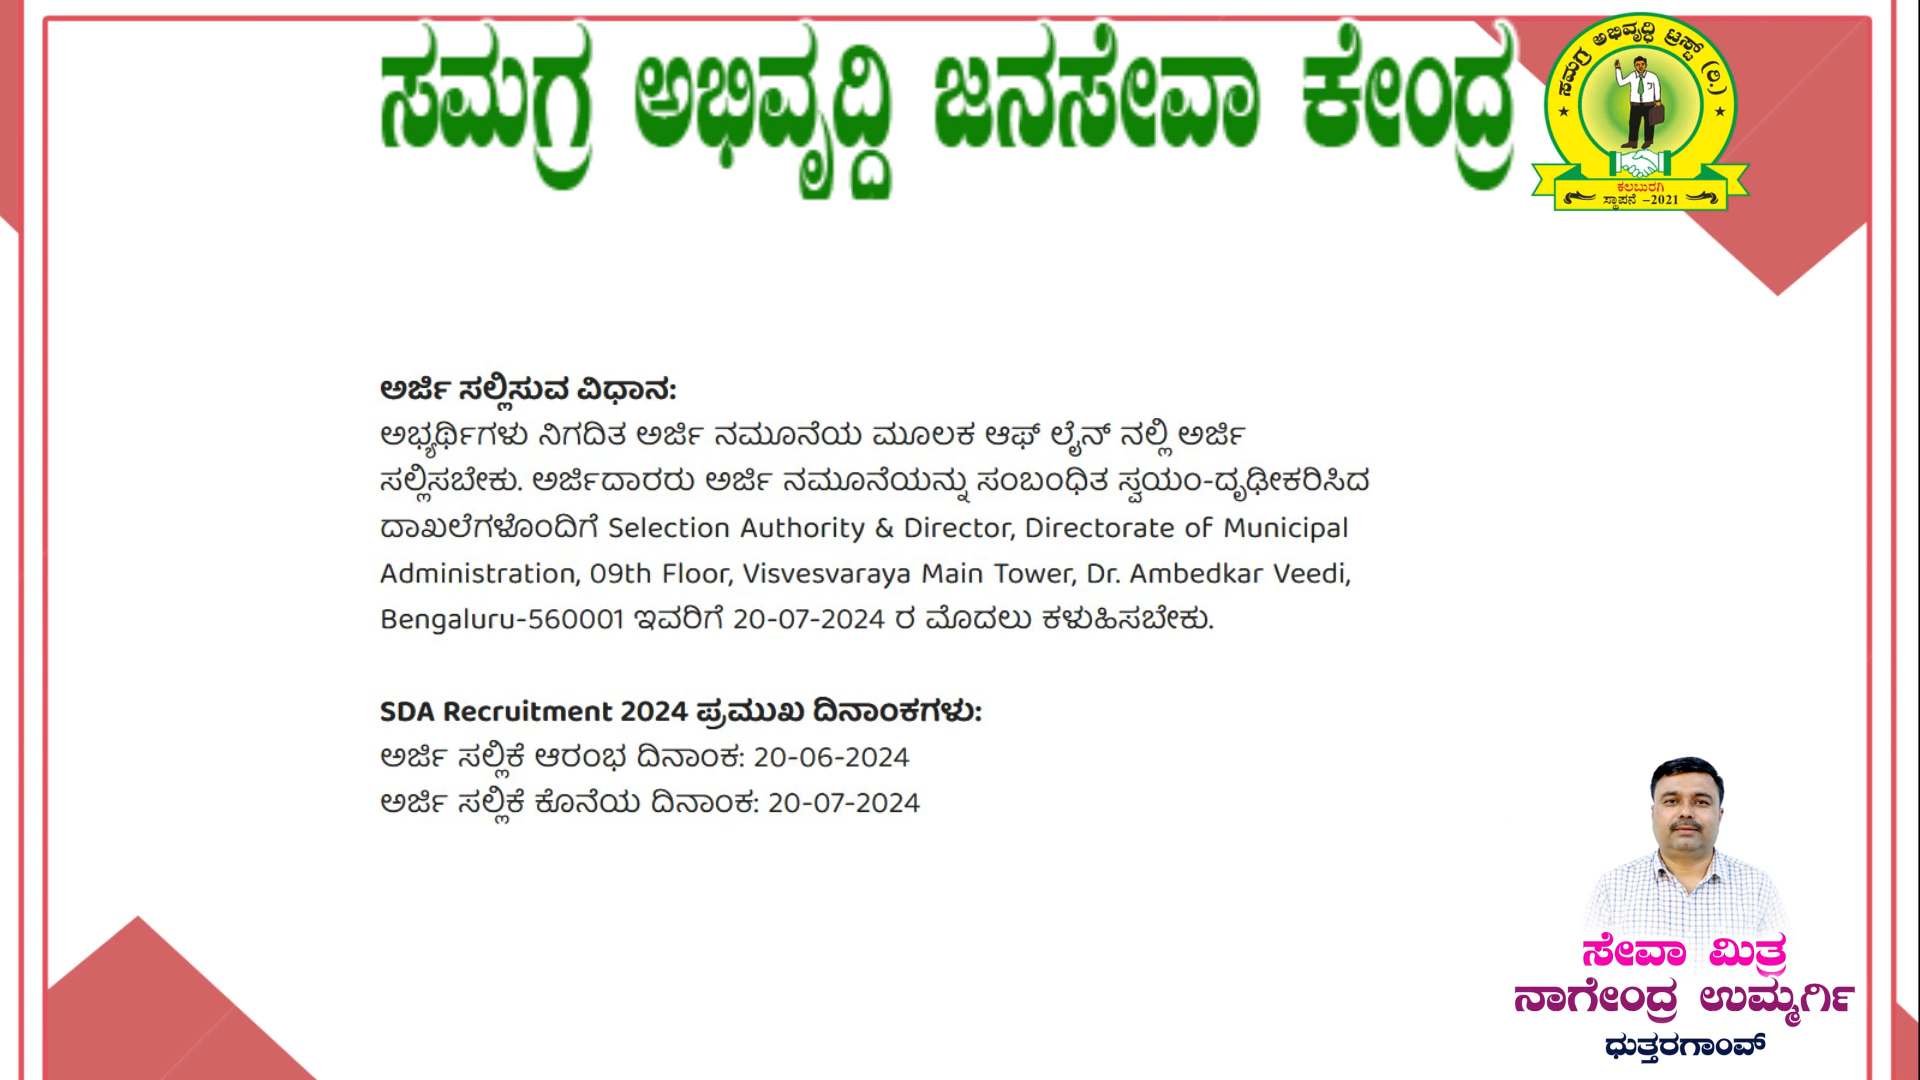 ಸಮಗ್ರ ಅಭಿವೃದ್ದಿ ಜನಸೇವಾ ಕೇಂದ್ರ
ಸಮಗ್ರ ಅಭಿವೃದ್ಧಿ ಟ್ರಸ್ಟ್ (ರಿ.)
ಕಲಬುರಗಿ
ಸ್ಥಾಪನೆ –2021
ಅರ್ಜಿ ಸಲ್ಲಿಸುವ ವಿಧಾನ:
ಅಭ್ಯರ್ಥಿಗಳು ನಿಗದಿತ ಅರ್ಜಿ ನಮೂನೆಯ ಮೂಲಕ ಆಫ್ ಲೈನ್ ನಲ್ಲಿ ಅರ್ಜಿ
ಸಲ್ಲಿಸಬೇಕು. ಅರ್ಜಿದಾರರು ಅರ್ಜಿ ನಮೂನೆಯನ್ನು ಸಂಬಂಧಿತ ಸ್ವಯಂ-ದೃಢೀಕರಿಸಿದ
ದಾಖಲೆಗಳೊಂದಿಗೆ Selection Authority & Director, Directorate of Municipal
Administration, 09th Floor, Visvesvaraya Main Tower, Dr. Ambedkar Veedi,
Bengaluru-560001 ಇವರಿಗೆ 20-07-2024 ರ ಮೊದಲು ಕಳುಹಿಸಬೇಕು.
SDA Recruitment 2024 ಪ್ರಮುಖ ದಿನಾಂಕಗಳು:
ಅರ್ಜಿ ಸಲ್ಲಿಕೆ ಆರಂಭ ದಿನಾಂಕ: 20-06-2024
ಅರ್ಜಿ ಸಲ್ಲಿಕೆ ಕೊನೆಯ ದಿನಾಂಕ: 20-07-2024
ಸೇವಾ ಮಿತ್ರ
ನಾಗೇಂದ್ರ ಉಮ್ಮರ್ಗಿ
ಧುತ್ತರಗಾಂವ್